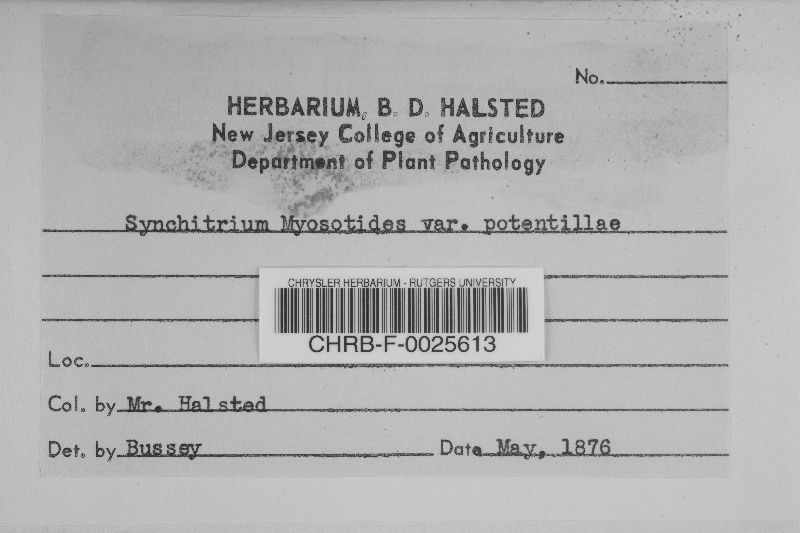 No.
HERBARIUM, B. D. HALSTED
New Jersey College of Agriculture
Department of Plant Pathology
Synchitrium Myosotides var. potentillae
CHRYSLER HERBARIUM - RUTGERS UNIVERSITY
CHRB-F-0025613
Loc.
Col. by Mr. Halsted
Det. by Bussey Date May, 1876